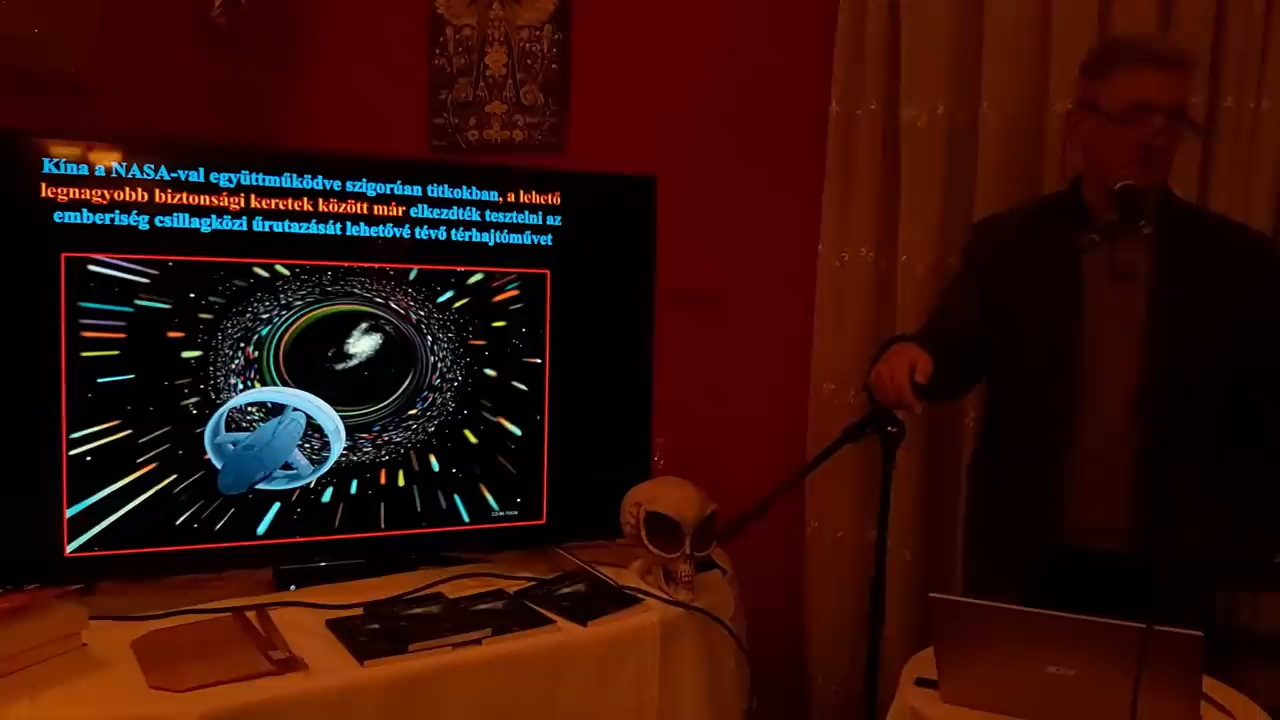 Kína a NASA-val együttműködve szigorúan titkokban, a lehető
legnagyobb biztonsági keretek között már elkezdték tesztelni az
emberiség csillagközi űrutazását lehetővé tévő térhajtóművet
acer